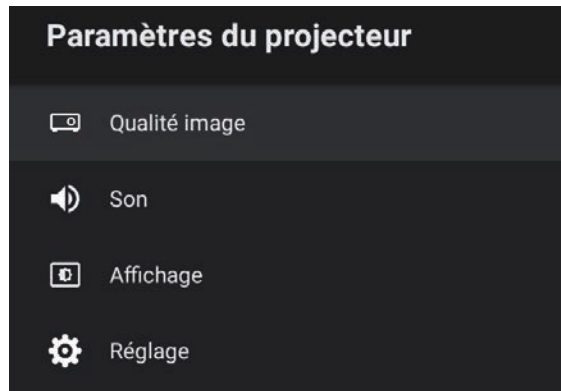 Paramètres du projecteur
Qualité image
Son
Affichage
Réglage